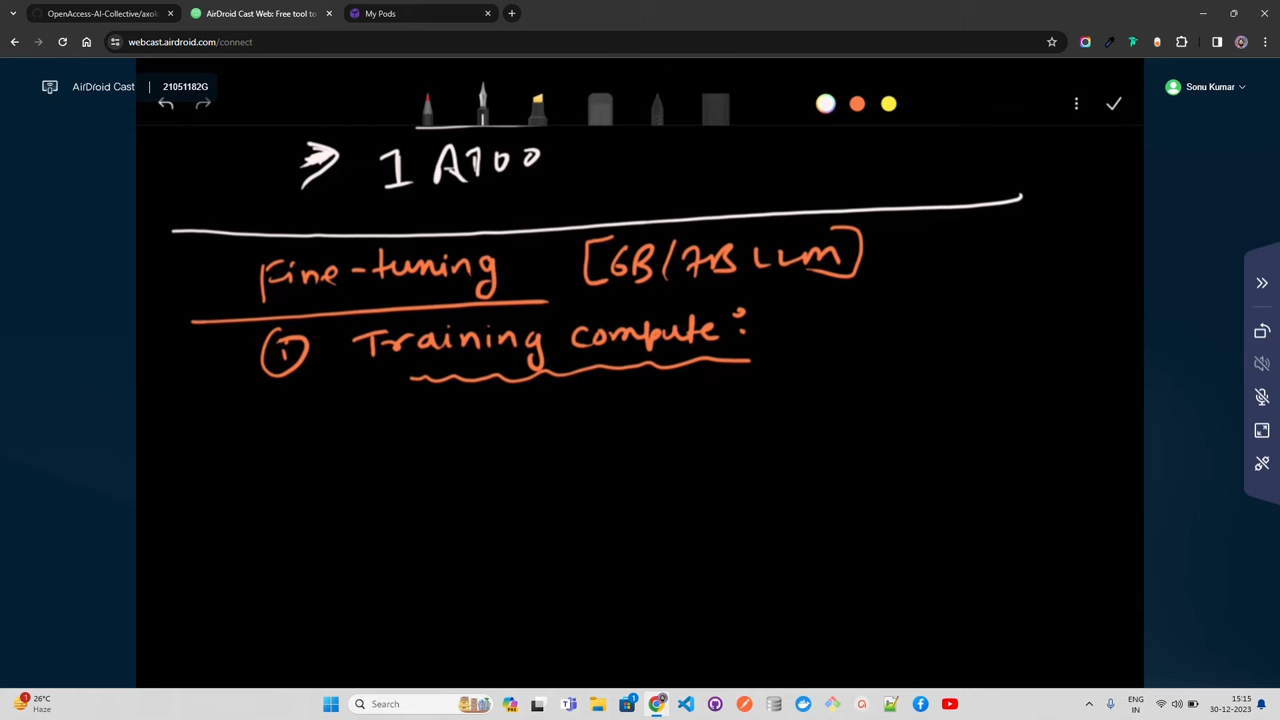 OpenAccess-AI-Collective/axol
AirDroid Cast Web: Free tool to
My Pods
webcast.airdroid.com/connect
AirDroid Cast
21051182G
Sonu Kumar
1 A100
Fine-tuning [6B/7B LLM]
① Training compute:
26°C
Haze
Search
ENG
IN
15:15
30-12-2023